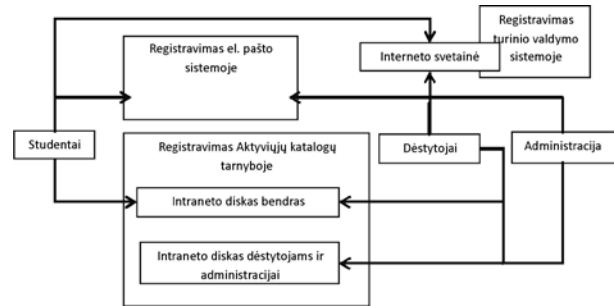 Registravimas
turinio valdymo
sistemoje
Registravimas el. pašto
sistemoje
Interneto svetainė
Studentai
Registravimas Aktyviųjų katalogų
tarnyboje
Dėstytojai
Administracija
Intraneto diskas bendras
Intraneto diskas dėstytojams ir
administracijai